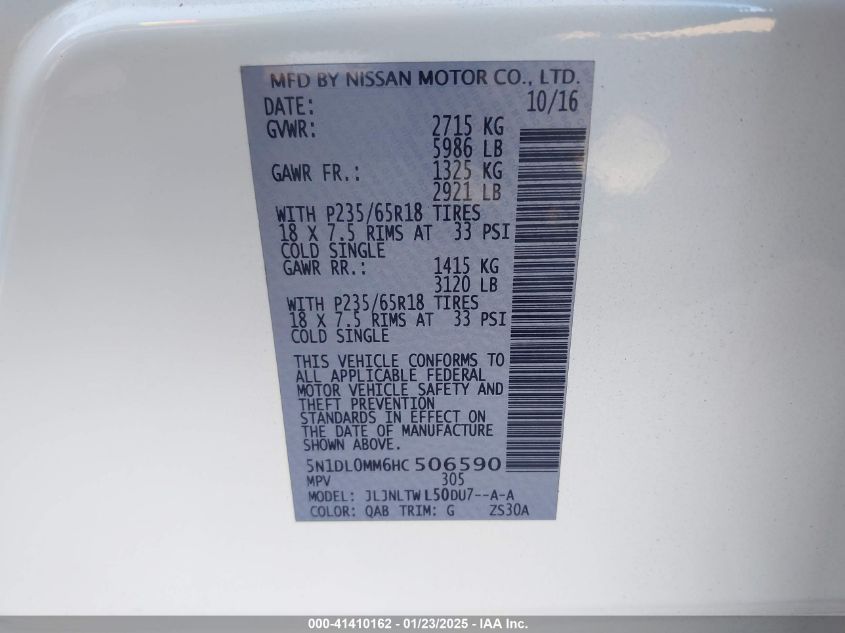 MFD BY NISSAN MOTOR CO., LTD.
DATE: 10/16
GVWR: 2715 KG
5986 LB
GAWR FR.: 1325 KG
2921 LB
WITH P235/65R18 TIRES
18 X 7.5 RIMS AT 33 PSI
COLD SINGLE
GAWR RR.: 1415 KG
3120 LB
WITH P235/65R18 TIRES
18 X 7.5 RIMS AT 33 PSI
COLD SINGLE
THIS VEHICLE CONFORMS TO
ALL APPLICABLE FEDERAL
MOTOR VEHICLE SAFETY AND
THEFT PREVENTION
STANDARDS IN EFFECT ON
THE DATE OF MANUFACTURE
SHOWN ABOVE.
5N1DL0MM6HC 506590
MPV 305
MODEL: JLJNLTW L50DU7--A-A
COLOR: QAB TRIM: G ZS30A
000-41410162 - 01/23/2025 - IAA Inc.